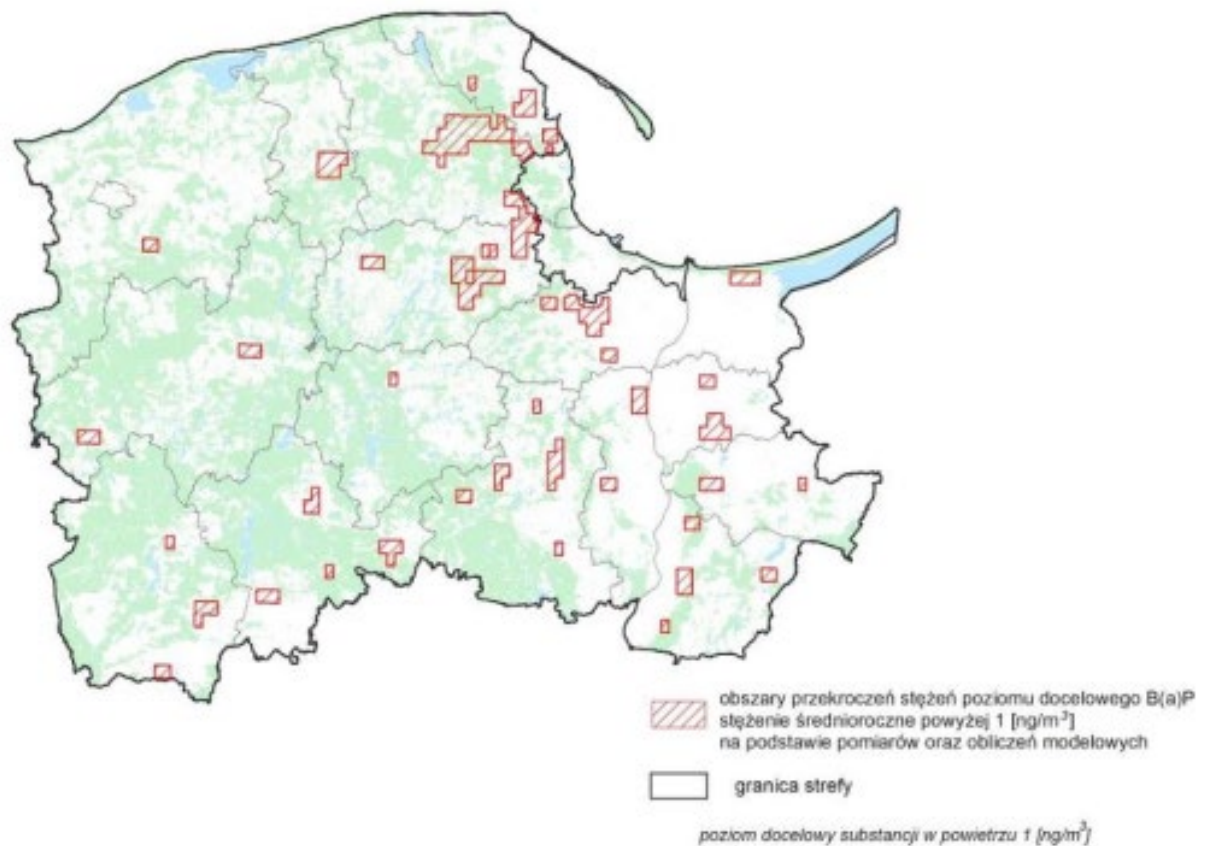 obszary przekroczeń stężeń poziomu docelowego B(a)P
stężenie średnioroczne powyżej 1 [ng/m³]
na podstawie pomiarów oraz obliczeń modelowych
granica strefy
poziom docelowy substancji w powietrzu 1 [ng/m³]